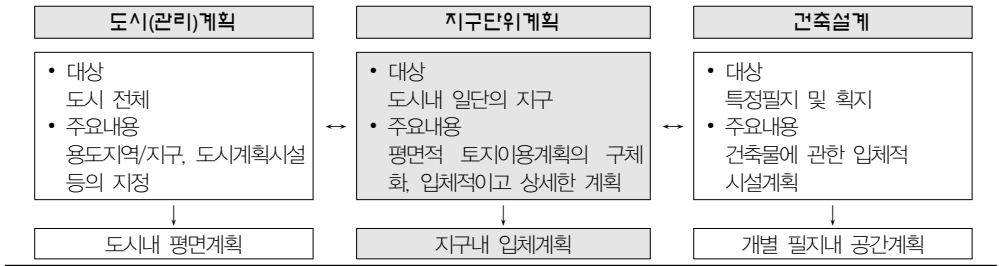 도시(관리)계획
• 대상
도시 전체
• 주요내용
용도지역/지구, 도시계획시설
등의 지정
도시내 평면계획
지구단위계획
• 대상
도시내 일단의 지구
• 주요내용
평면적 토지이용계획의 구체
화, 입체적이고 상세한 계획
지구내 입체계획
건축설계
• 대상
특정필지 및 획지
• 주요내용
건축물에 관한 입체적
시설계획
개별 필지내 공간계획